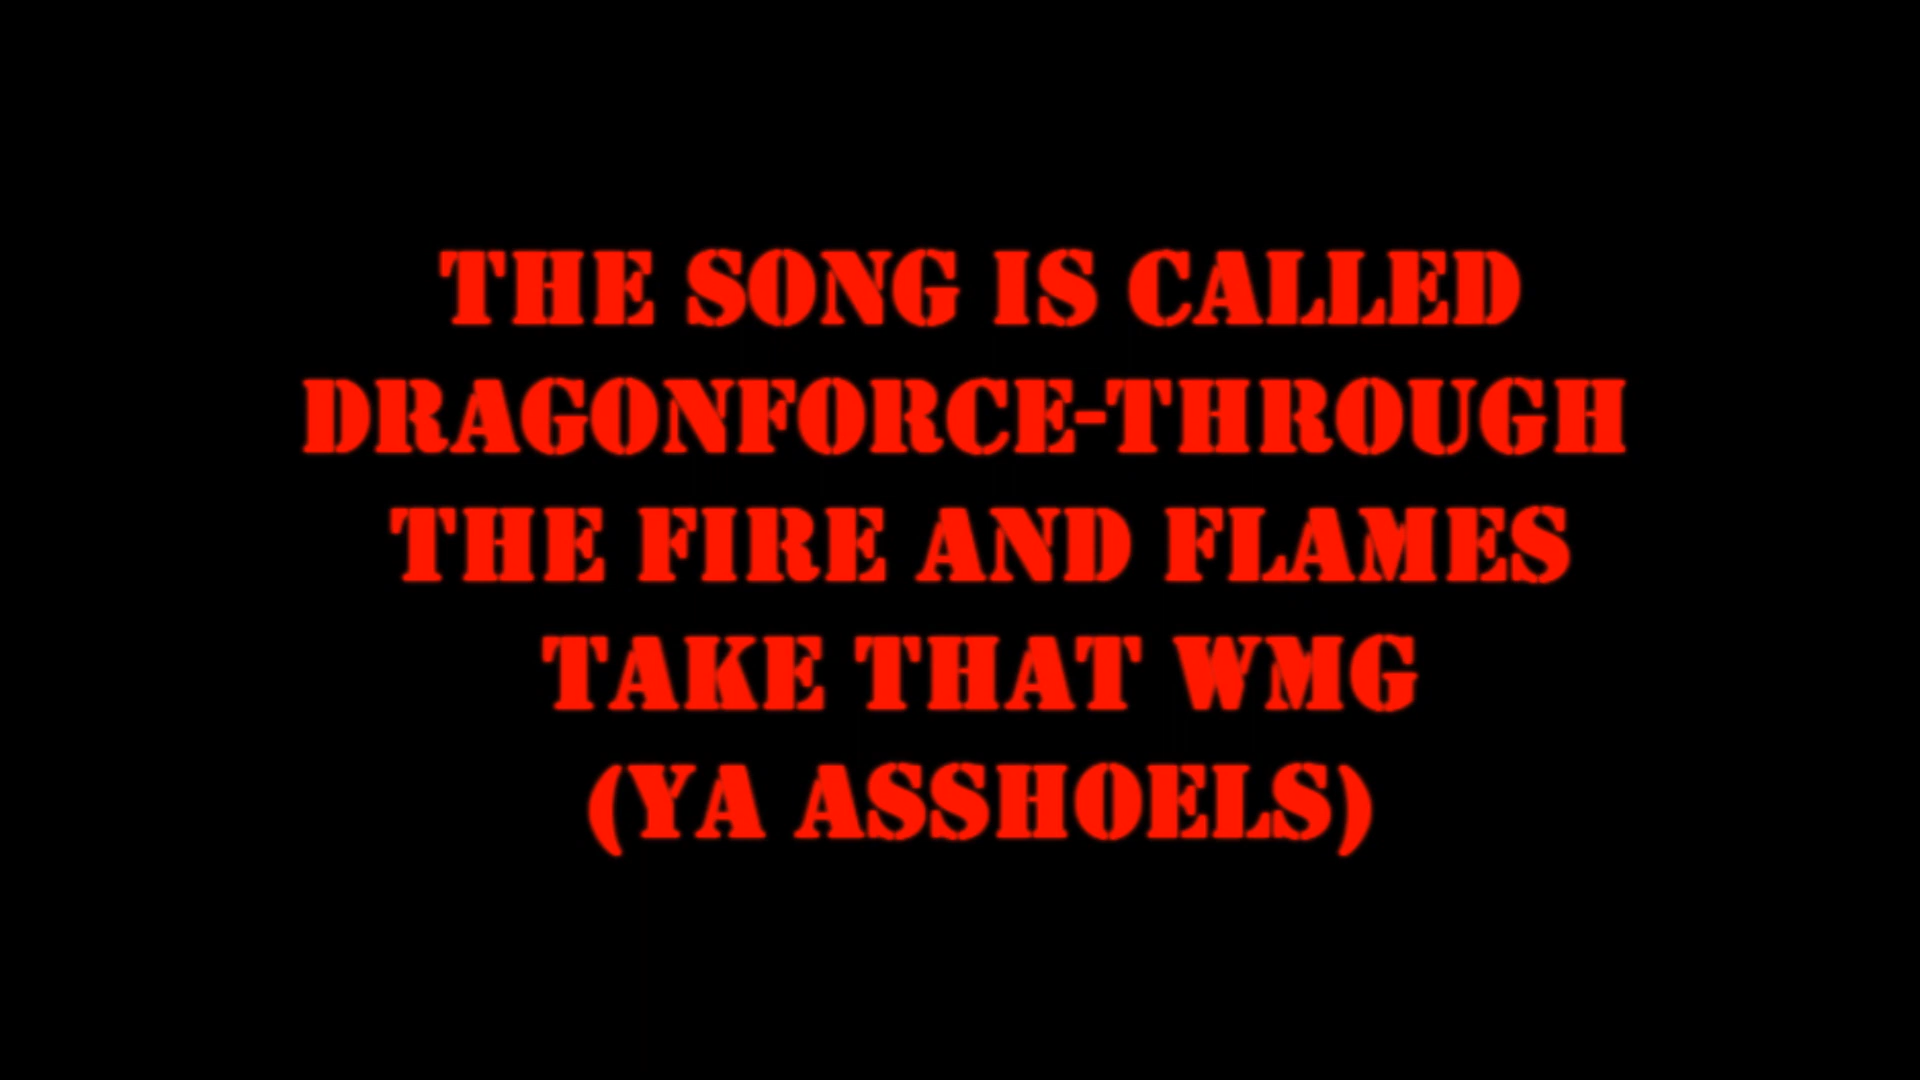 THE SONG IS CALLED
DRAGONFORCE-THROUGH
THE FIRE AND FLAMES
TAKE THAT WMG
(YA ASSHOELS)